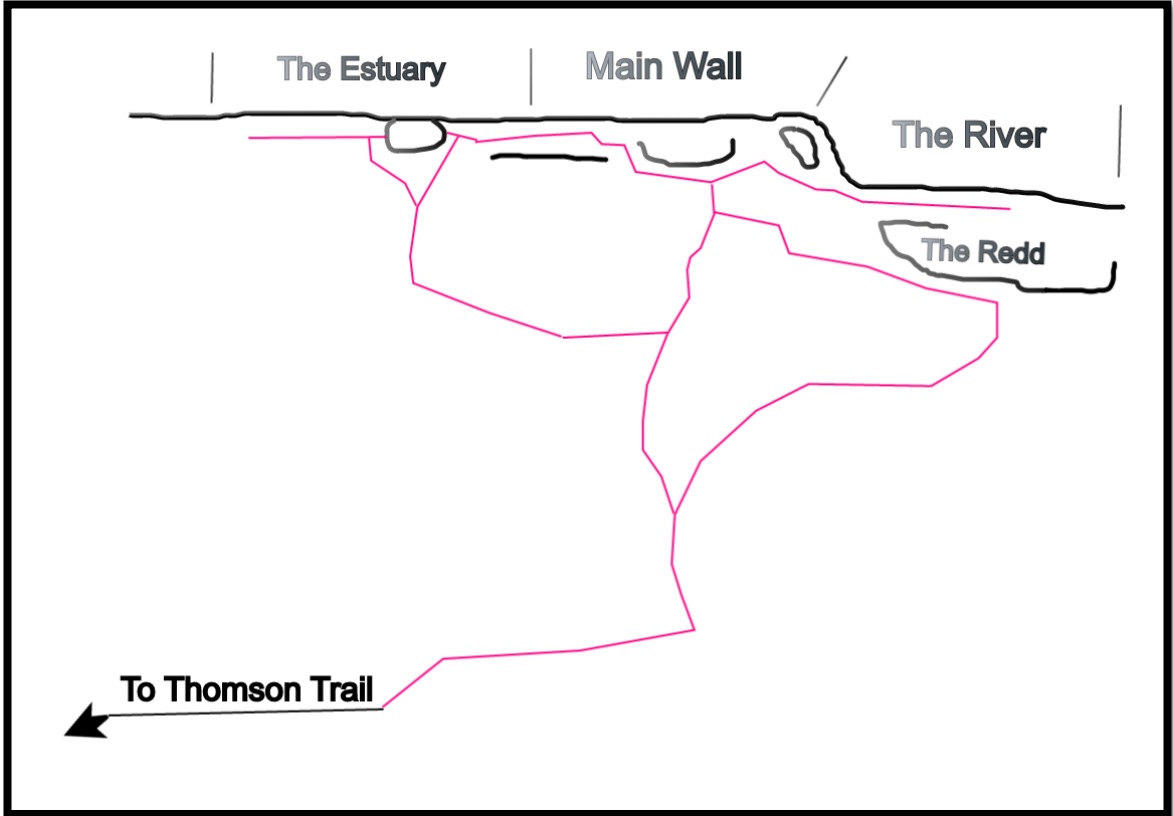 The Estuary
Main Wall
The River
The Redd
To Thomson Trail